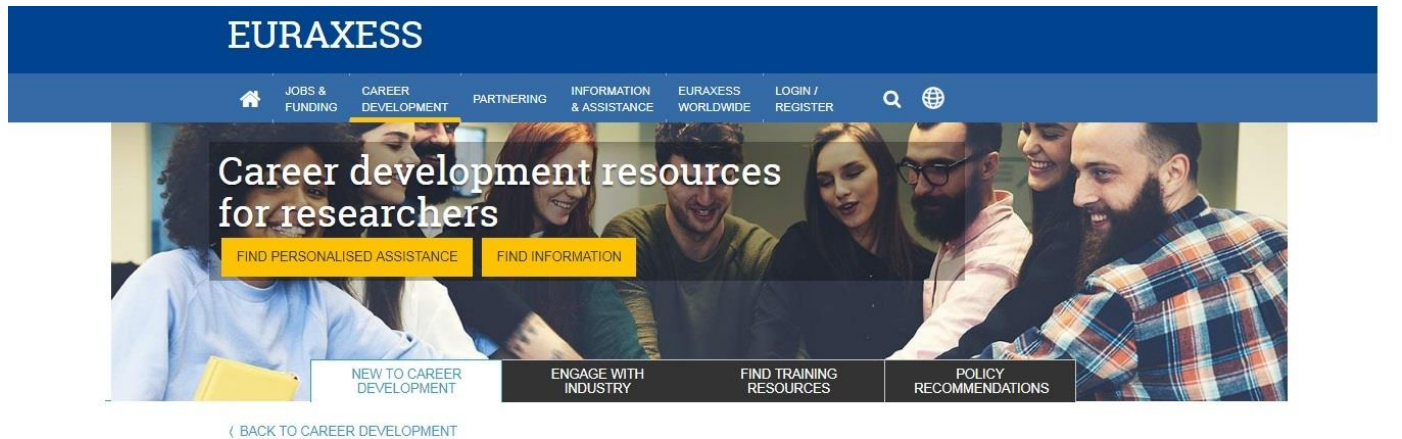 EURAXESS
JOBS &
FUNDING
CAREER
DEVELOPMENT
PARTNERING
INFORMATION
& ASSISTANCE
EURAXESS
WORLDWIDE
LOGIN /
REGISTER
Career development resources
for researchers
FIND PERSONALISED ASSISTANCE
FIND INFORMATION
NEW TO CAREER
DEVELOPMENT
ENGAGE WITH
INDUSTRY
FIND TRAINING
RESOURCES
POLICY
RECOMMENDATIONS
⟨ BACK TO CAREER DEVELOPMENT